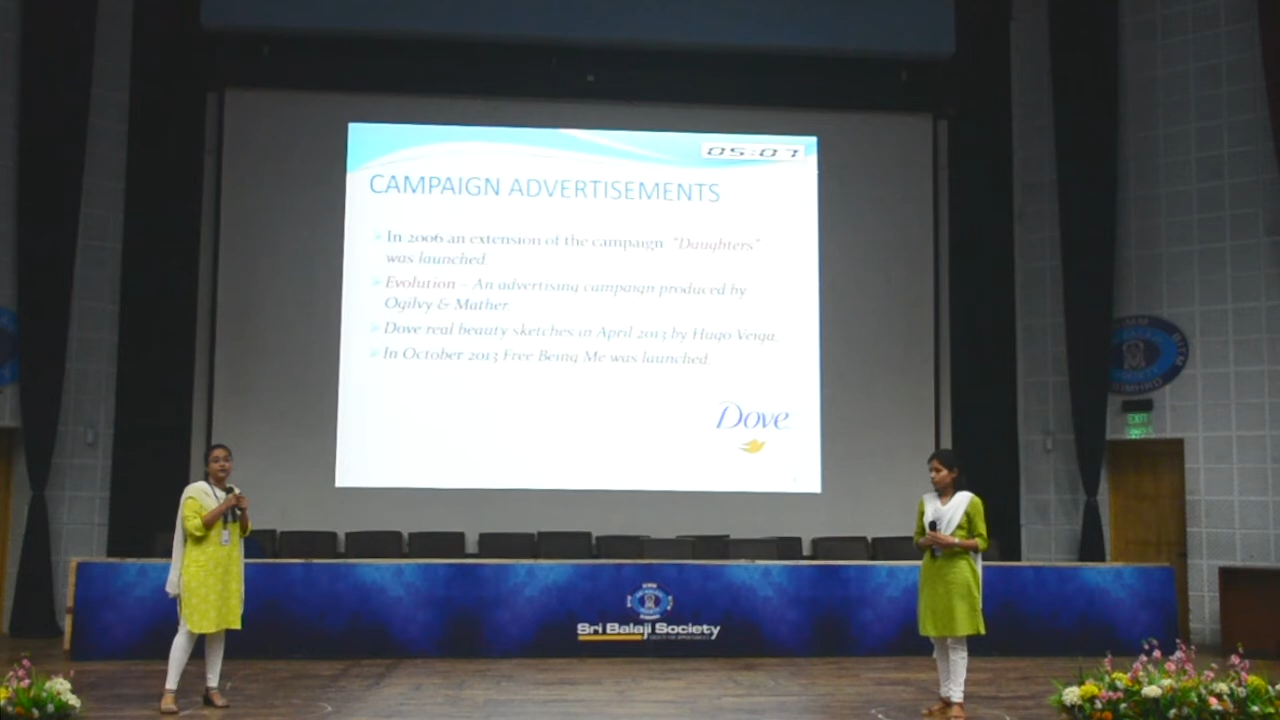 05:07
CAMPAIGN ADVERTISEMENTS
In 2006 an extension of the campaign "Daughters"
was launched.
Evolution – An advertising campaign produced by
Ogilvy & Mather.
Dove real beauty sketches in April 2013 by Hugo Veiga.
In October 2013 Free Being Me was launched.
Dove
EXIT
BITM
Sri Balaji Society